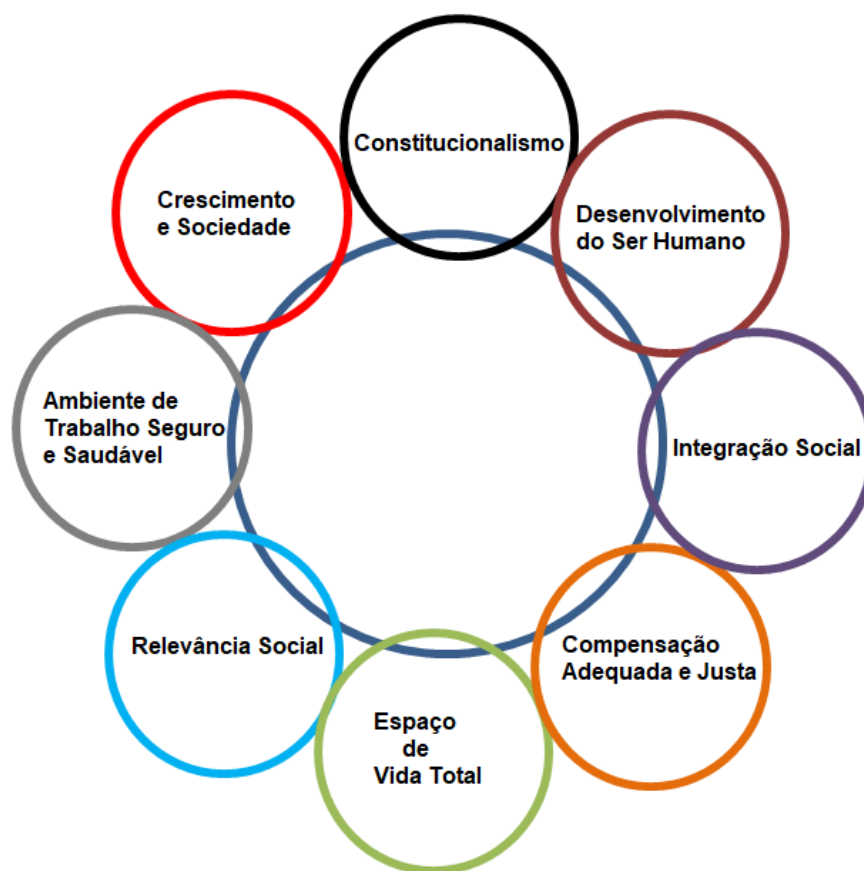 Constitucionalismo
Desenvolvimento
do Ser Humano
Integração Social
Compensação
Adequada e Justa
Espaço
de
Vida Total
Relevância Social
Ambiente de
Trabalho Seguro
e Saudável
Crescimento
e Sociedade